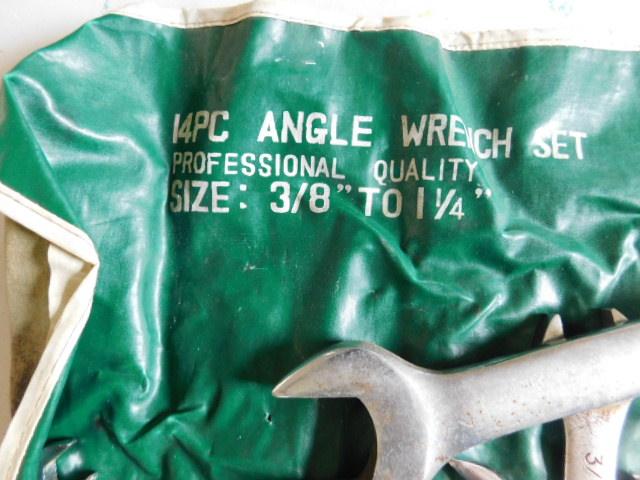 14PC ANGLE WRENCH SET
PROFESSIONAL QUALITY
SIZE: 3/8" TO 1 1/4"